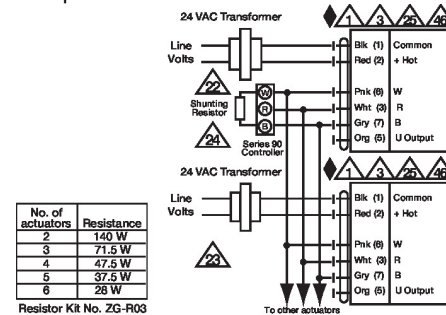 24 VAC Transformer
1 3 25 46
Line
Volts
Blk (1) Common
Red (2) + Hot
22
Shunting
Resistor
W
R
B
Pnk (6) W
Wht (3) R
Gry (7) B
Org (5) U Output
24
Series 90
Controller
24 VAC Transformer
1 3 25 46
Line
Volts
Blk (1) Common
Red (2) + Hot
23
Pnk (6) W
Wht (3) R
Gry (7) B
Org (5) U Output
To other actuators
No. of
actuators Resistance
2 140 W
3 71.5 W
4 47.5 W
5 37.5 W
6 28 W
Resistor Kit No. ZG-R03